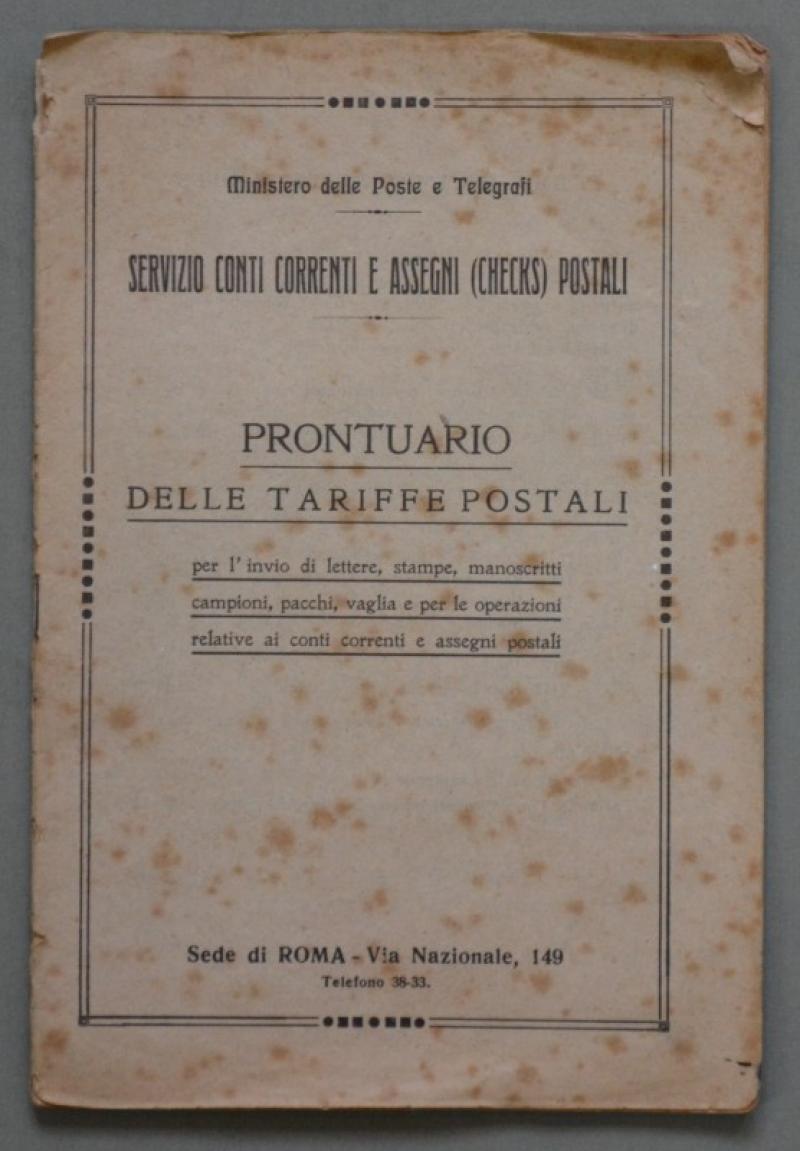 Ministero delle Poste e Telegrafi
SERVIZIO CONTI CORRENTI E ASSEGNI (CHECKS) POSTALI
PRONTUARIO
DELLE TARIFFE POSTALI
per l'invio di lettere, stampe, manoscritti
campioni, pacchi, vaglia e per le operazioni
relative ai conti correnti e assegni postali
Sede di ROMA - Via Nazionale, 149
Telefono 38-33.